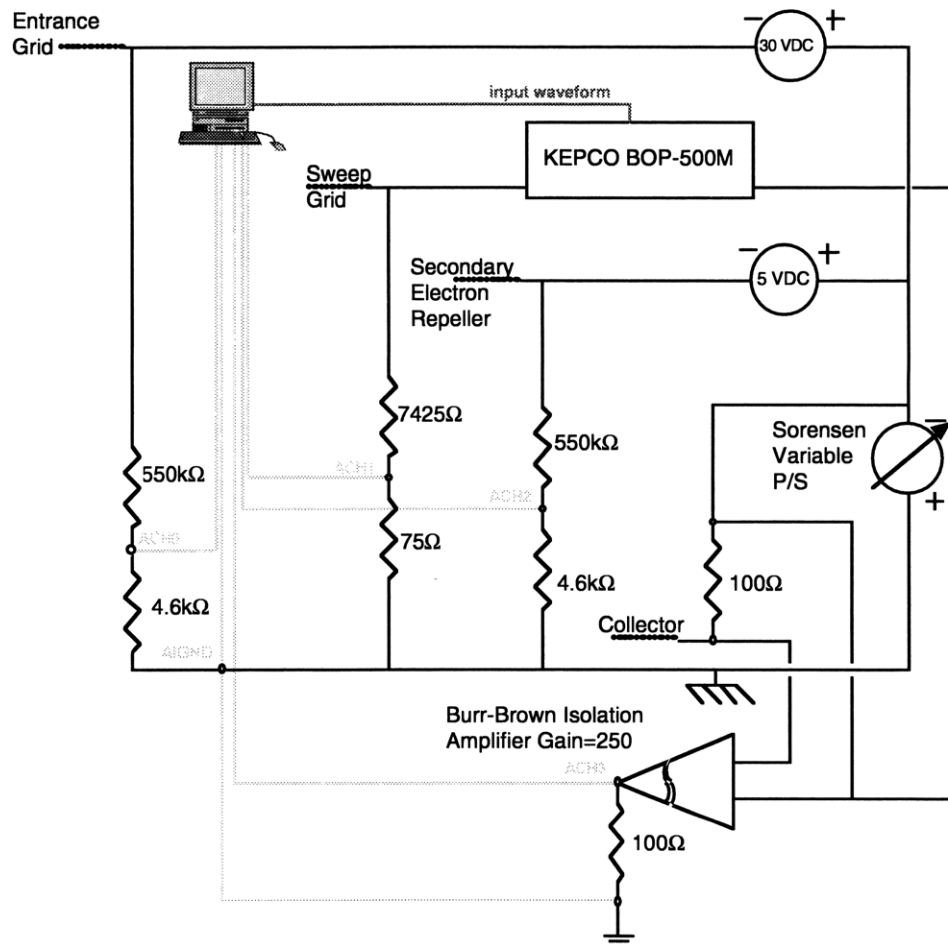 Entrance
Grid
− 30 VDC +
input waveform
KEPCO BOP-500M
Sweep
Grid
− 5 VDC +
Secondary
Electron
Repeller
7425Ω
550kΩ
550kΩ
Sorensen
Variable
P/S
−
+
ACH1
ACH2
ACH0
75Ω
4.6kΩ
4.6kΩ
100Ω
Collector
AIGND
Burr-Brown Isolation
Amplifier Gain=250
100Ω